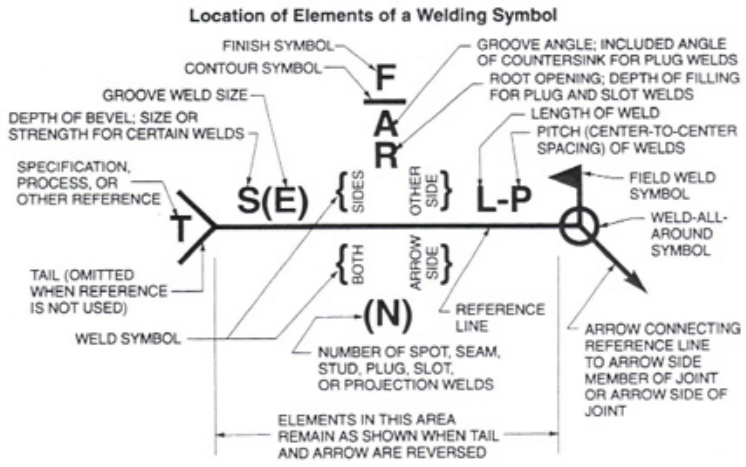 Location of Elements of a Welding Symbol
FINISH SYMBOL
CONTOUR SYMBOL
GROOVE WELD SIZE
DEPTH OF BEVEL; SIZE OR
STRENGTH FOR CERTAIN WELDS
SPECIFICATION,
PROCESS, OR
OTHER REFERENCE
TAIL (OMITTED
WHEN REFERENCE
IS NOT USED)
WELD SYMBOL
F
A
R
GROOVE ANGLE; INCLUDED ANGLE
OF COUNTERSINK FOR PLUG WELDS
ROOT OPENING; DEPTH OF FILLING
FOR PLUG AND SLOT WELDS
LENGTH OF WELD
PITCH (CENTER-TO-CENTER
SPACING) OF WELDS
FIELD WELD
SYMBOL
WELD-ALL-
AROUND
SYMBOL
T
S(E)
{ SIDES
OTHER
SIDE }
L-P
{ BOTH
ARROW
SIDE }
(N)
REFERENCE
LINE
NUMBER OF SPOT, SEAM,
STUD, PLUG, SLOT,
OR PROJECTION WELDS
ARROW CONNECTING
REFERENCE LINE
TO ARROW SIDE
MEMBER OF JOINT
OR ARROW SIDE OF
JOINT
ELEMENTS IN THIS AREA
REMAIN AS SHOWN WHEN TAIL
AND ARROW ARE REVERSED